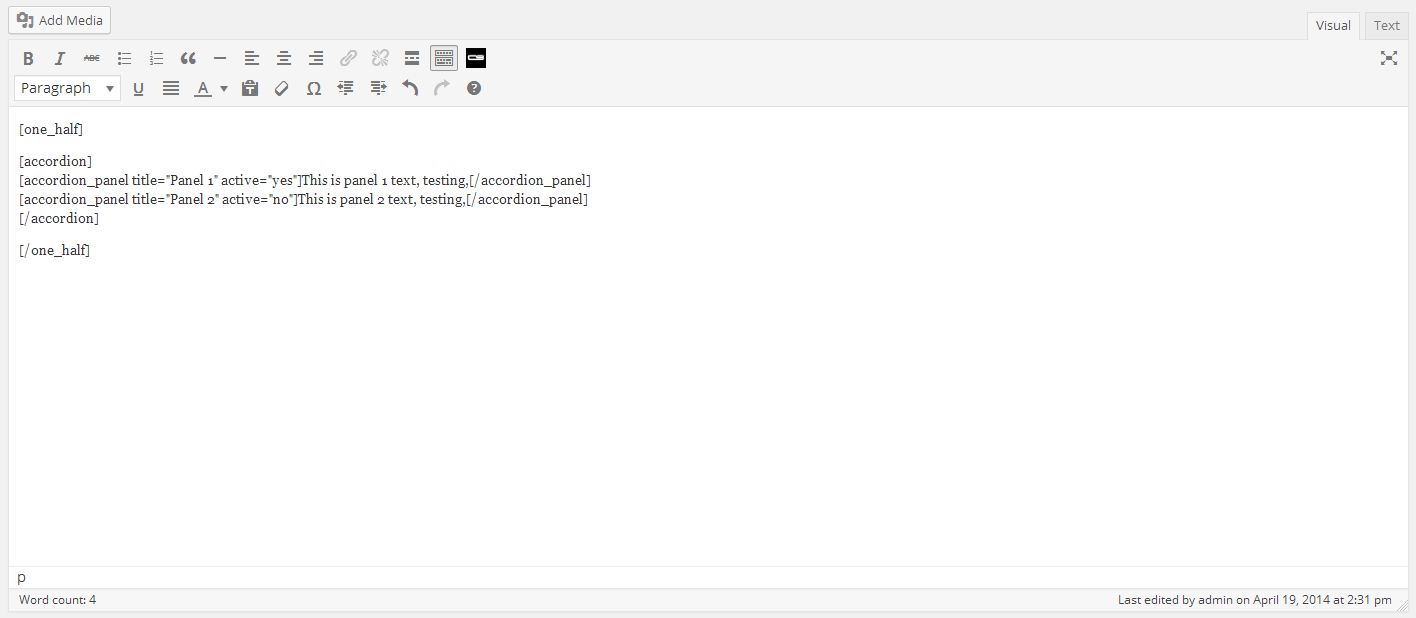 Add Media
Visual Text
B I ABC
Paragraph U A Ω ?
[one_half]
[accordion]
[accordion_panel title="Panel 1" active="yes"]This is panel 1 text, testing,[/accordion_panel]
[accordion_panel title="Panel 2" active="no"]This is panel 2 text, testing,[/accordion_panel]
[/accordion]
[/one_half]
p
Word count: 4 Last edited by admin on April 19, 2014 at 2:31 pm